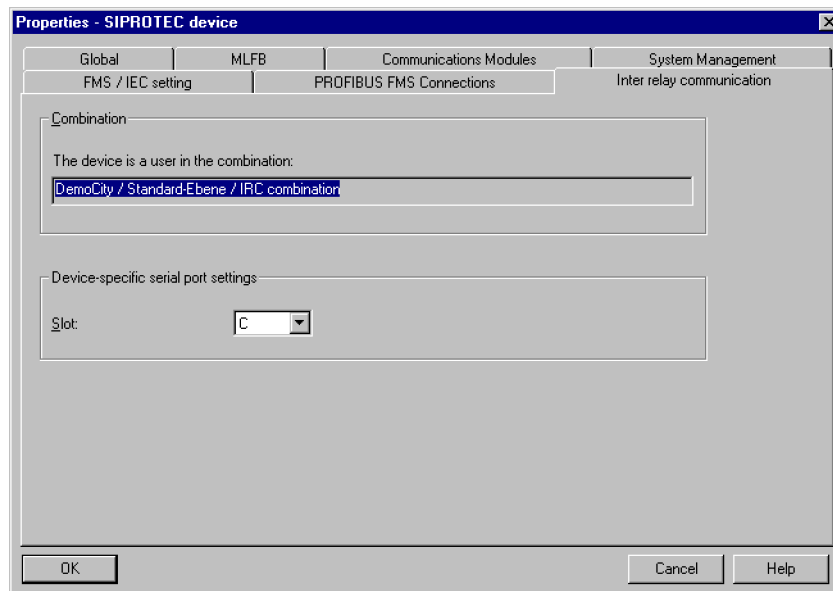 Properties - SIPROTEC device
Global MLFB Communications Modules System Management
FMS / IEC setting PROFIBUS FMS Connections Inter relay communication
Combination
The device is a user in the combination:
DemoCity / Standard-Ebene / IRC combination
Device-specific serial port settings
Slot: C
OK Cancel Help